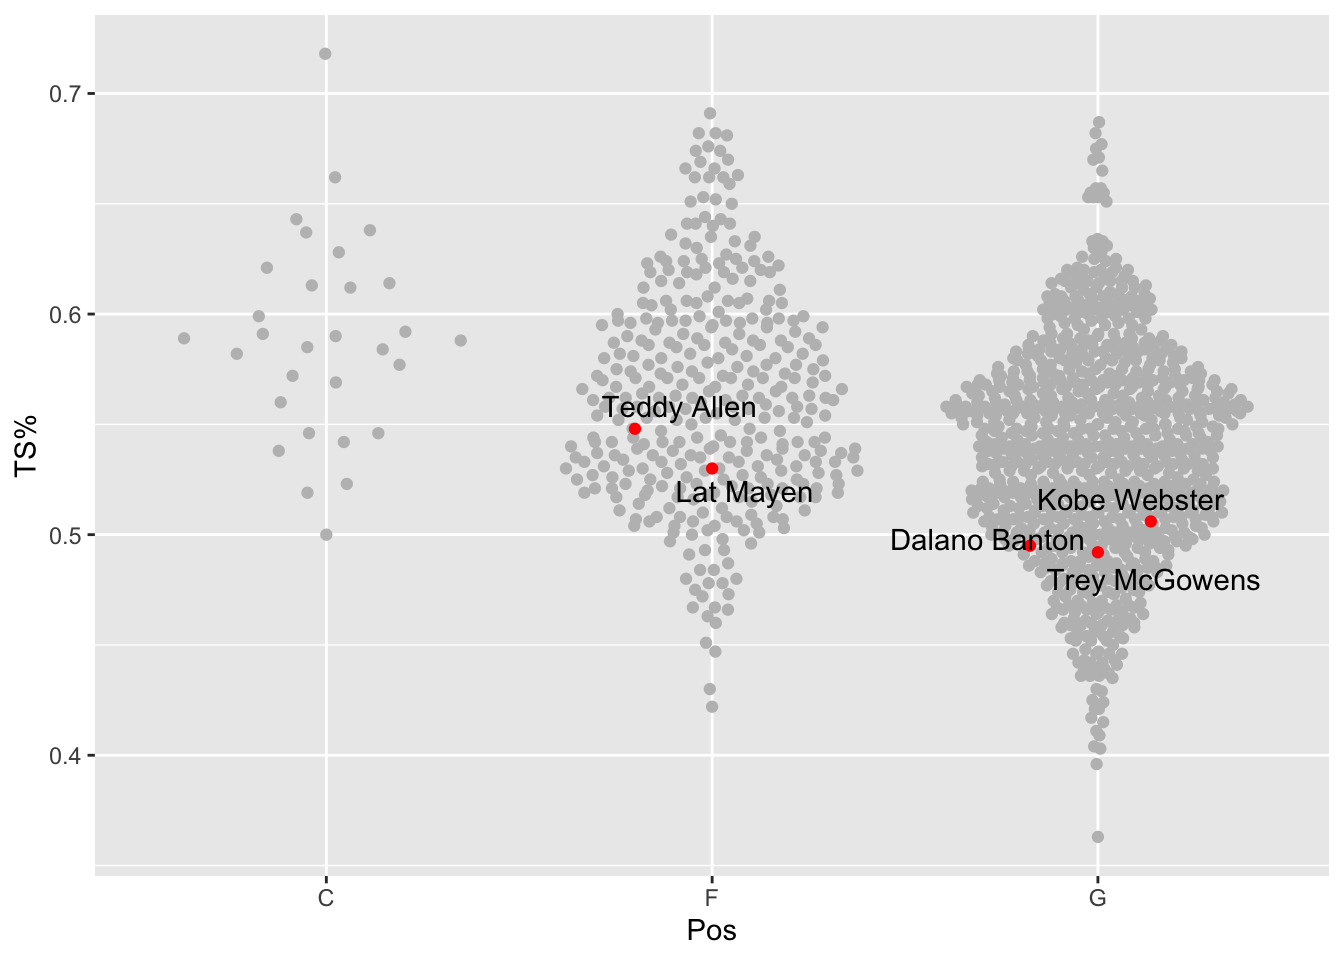 0.7
0.6
0.5
0.4
TS%
Teddy Allen
Lat Mayen
Kobe Webster
Dalano Banton
Trey McGowens
C
F
G
Pos